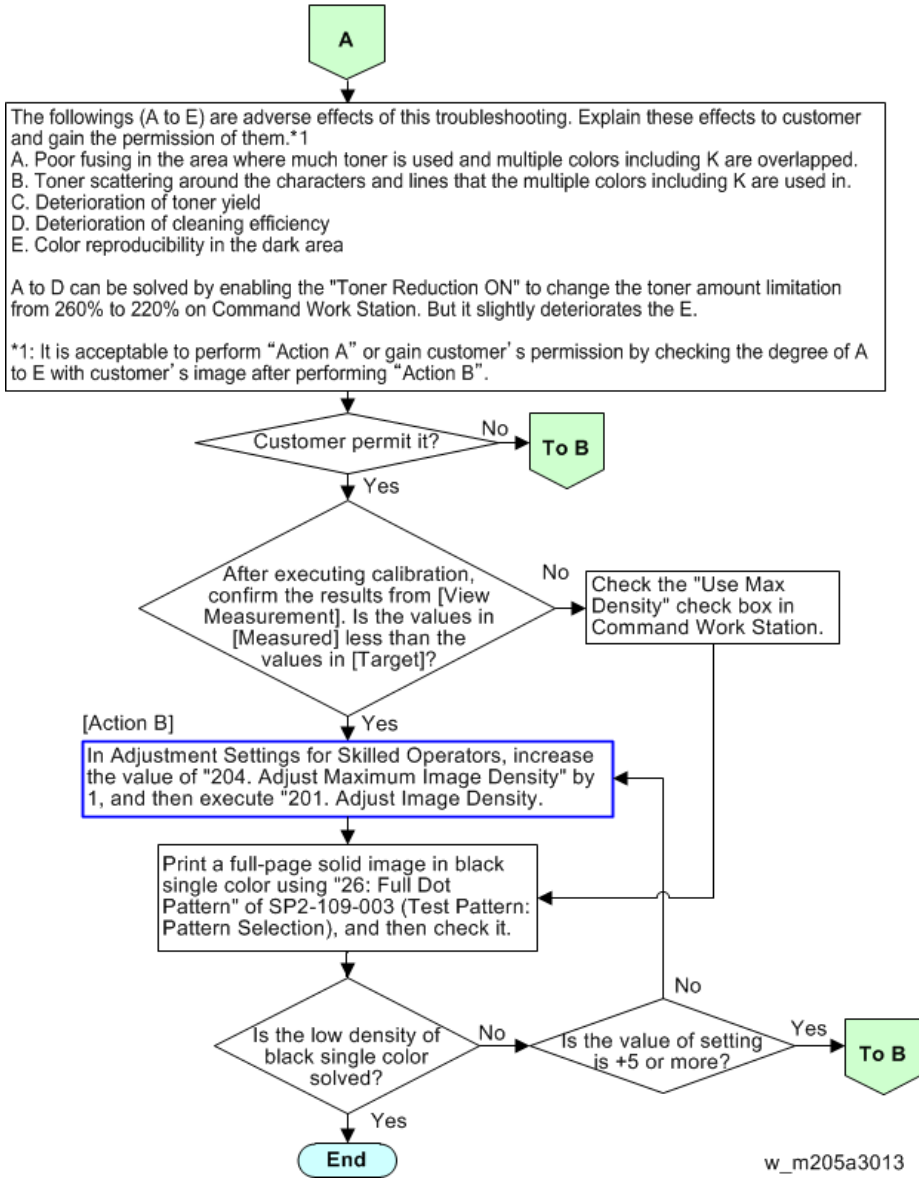 A
The followings (A to E) are adverse effects of this troubleshooting. Explain these effects to customer
and gain the permission of them.*1
A. Poor fusing in the area where much toner is used and multiple colors including K are overlapped.
B. Toner scattering around the characters and lines that the multiple colors including K are used in.
C. Deterioration of toner yield
D. Deterioration of cleaning efficiency
E. Color reproducibility in the dark area
A to D can be solved by enabling the "Toner Reduction ON" to change the toner amount limitation
from 260% to 220% on Command Work Station. But it slightly deteriorates the E.
*1: It is acceptable to perform “Action A” or gain customer's permission by checking the degree of A
to E with customer's image after performing “Action B”.
Customer permit it?
No
To B
Yes
After executing calibration,
confirm the results from [View
Measurement]. Is the values in
[Measured] less than the
values in [Target]?
No
Check the "Use Max
Density" check box in
Command Work Station.
Yes
[Action B]
In Adjustment Settings for Skilled Operators, increase
the value of "204. Adjust Maximum Image Density" by
1, and then execute "201. Adjust Image Density.
Print a full-page solid image in black
single color using "26: Full Dot
Pattern" of SP2-109-003 (Test Pattern:
Pattern Selection), and then check it.
Is the low density of
black single color
solved?
No
Is the value of setting
is +5 or more?
No
Yes
To B
Yes
End
w_m205a3013